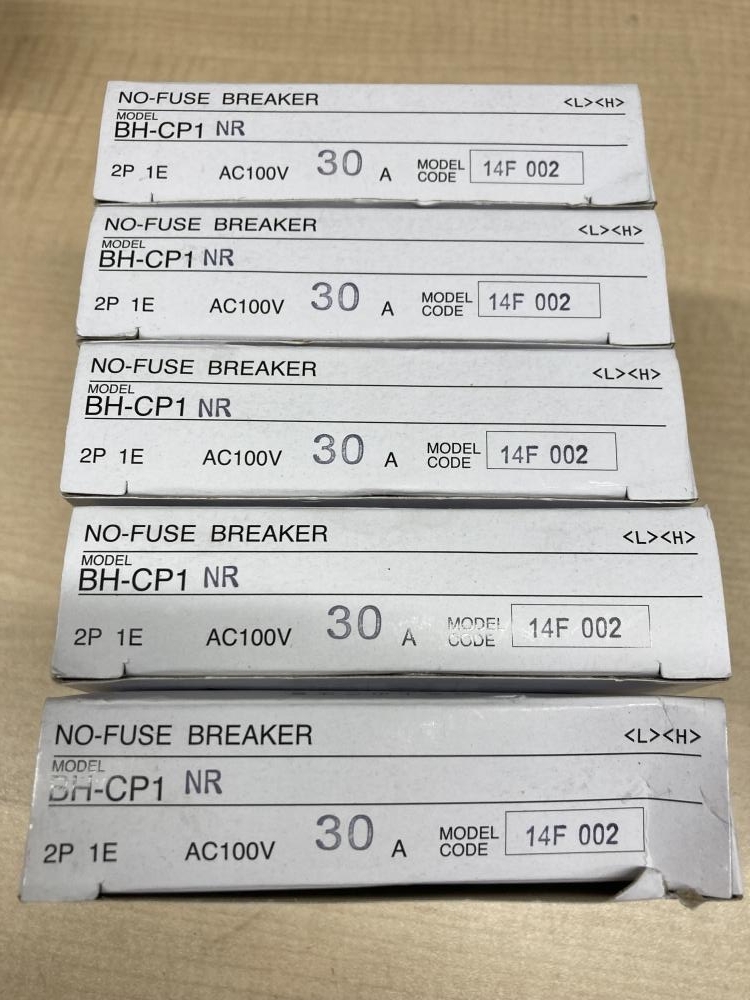 NO-FUSE BREAKER <L><H>
MODEL
BH-CP1 NR
2P 1E AC100V 30 A MODEL CODE 14F 002
NO-FUSE BREAKER <L><H>
MODEL
BH-CP1 NR
2P 1E AC100V 30 A MODEL CODE 14F 002
NO-FUSE BREAKER <L><H>
MODEL
BH-CP1 NR
2P 1E AC100V 30 A MODEL CODE 14F 002
NO-FUSE BREAKER <L><H>
MODEL
BH-CP1 NR
2P 1E AC100V 30 A MODEL CODE 14F 002
NO-FUSE BREAKER <L><H>
MODEL
BH-CP1 NR
2P 1E AC100V 30 A MODEL CODE 14F 002